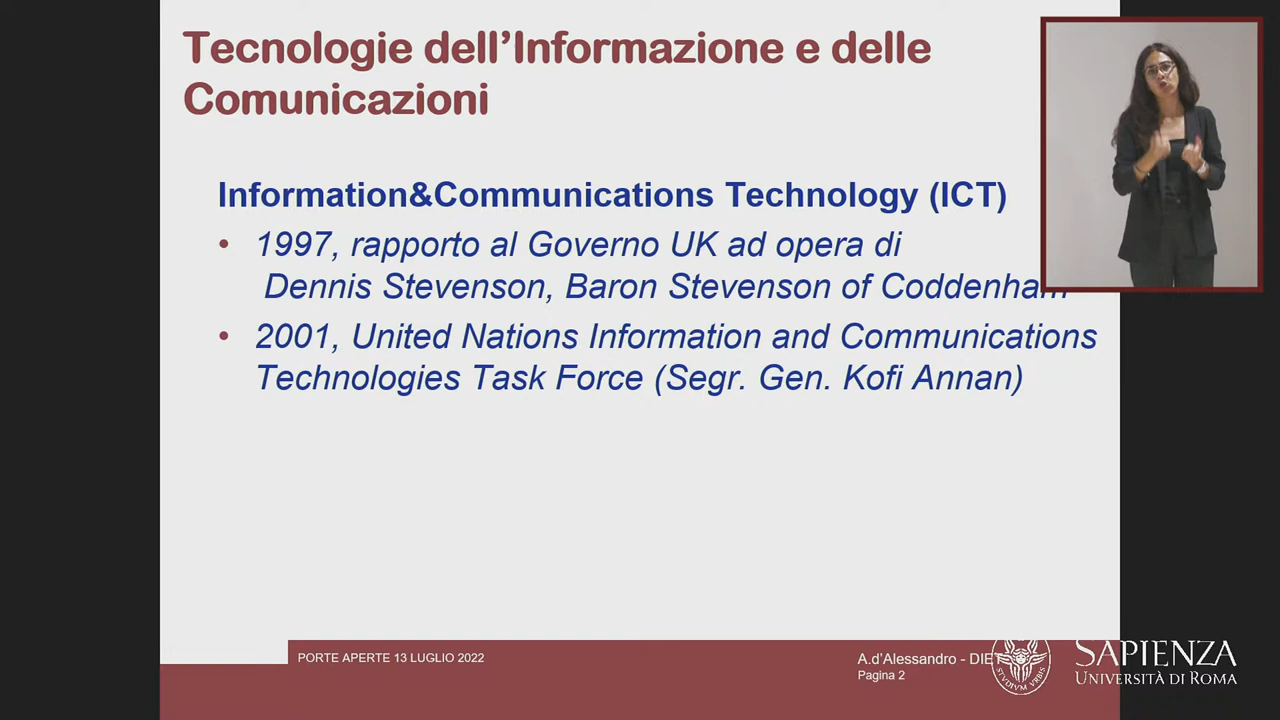 Tecnologie dell'Informazione e delle
Comunicazioni
Information&Communications Technology (ICT)
• 1997, rapporto al Governo UK ad opera di
Dennis Stevenson, Baron Stevenson of Coddenham
• 2001, United Nations Information and Communications
Technologies Task Force (Segr. Gen. Kofi Annan)
PORTE APERTE 13 LUGLIO 2022
A.d'Alessandro - DIET
Pagina 2
STUDIUM URBIS
SAPIENZA
UNIVERSITÀ DI ROMA